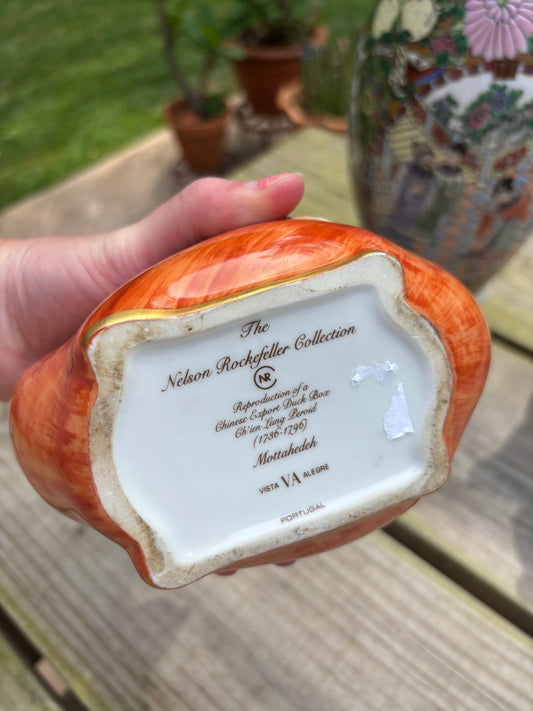 The
Nelson Rockefeller Collection
NR
Reproduction of a
Chinese Export Duck Box
Ch'ien Lung Peroid
(1736-1796)
Mottahedeh
VISTA VA ALEGRE
PORTUGAL